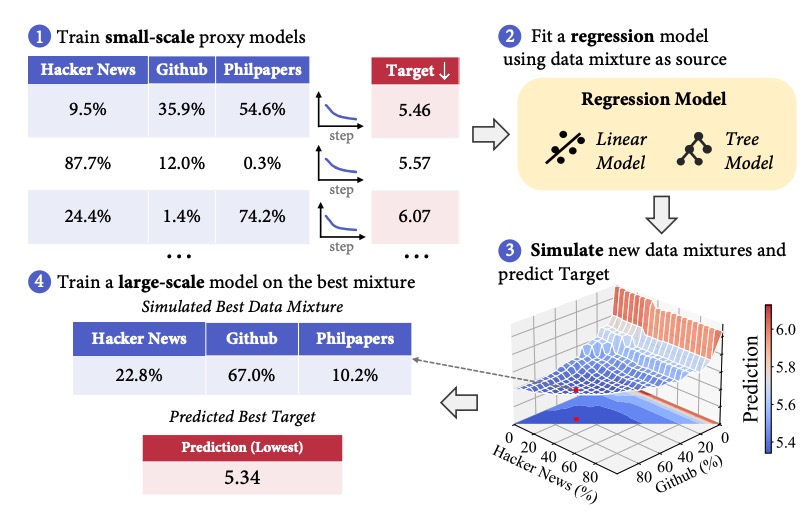 1 Train small-scale proxy models
Hacker News Github Philpapers Target ↓
9.5% 35.9% 54.6% 5.46
step
87.7% 12.0% 0.3% 5.57
step
24.4% 1.4% 74.2% 6.07
step
... ...
2 Fit a regression model
using data mixture as source
Regression Model
Linear
Model
Tree
Model
3 Simulate new data mixtures and
predict Target
6.0
5.8
5.6
5.4
Prediction
0 20 40 60 80
Hacker News (%)
80 60 40 20 0
Github (%)
4 Train a large-scale model on the best mixture
Simulated Best Data Mixture
Hacker News Github Philpapers
22.8% 67.0% 10.2%
Predicted Best Target
Prediction (Lowest)
5.34